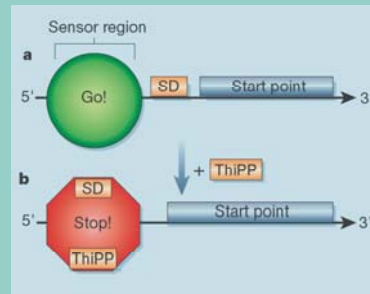 Sensor region
a
5' Go! SD Start point 3'
+ ThiPP
b
SD
5' Stop! Start point 3'
ThiPP